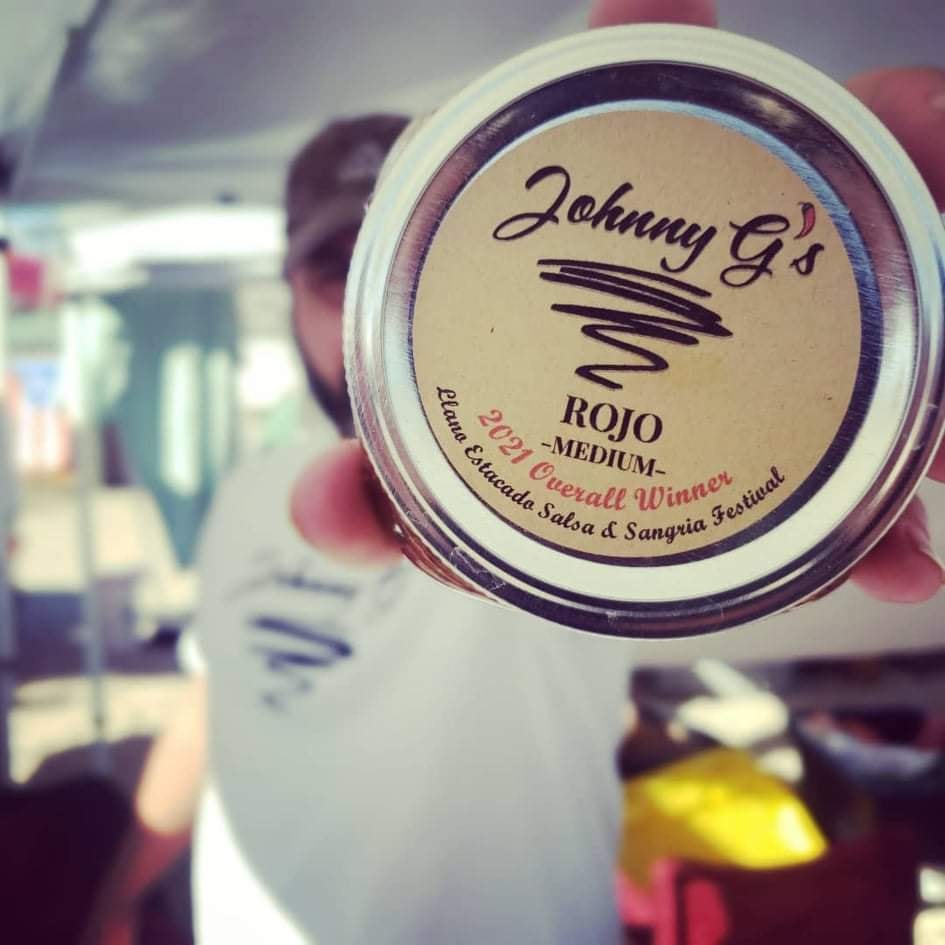 Johnny G's
ROJO
-MEDIUM-
2021 Overall Winner
Llano Estacado Salsa & Sangria Festival